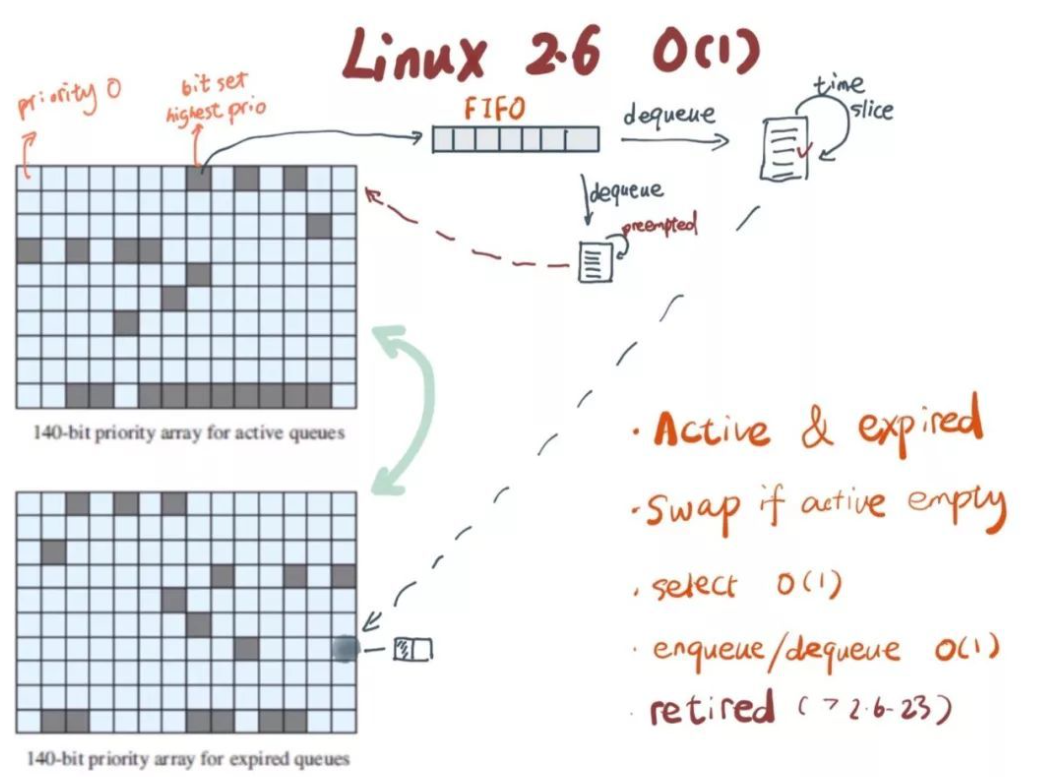 Linux 2.6 O(1)
priority 0
bit set
highest prio
FIFO
dequeue
time
slice
dequeue
preempted
140-bit priority array for active queues
· Active & expired
· Swap if active empty
· select O(1)
· enqueue/dequeue O(1)
· retired (>2.6-23)
140-bit priority array for expired queues